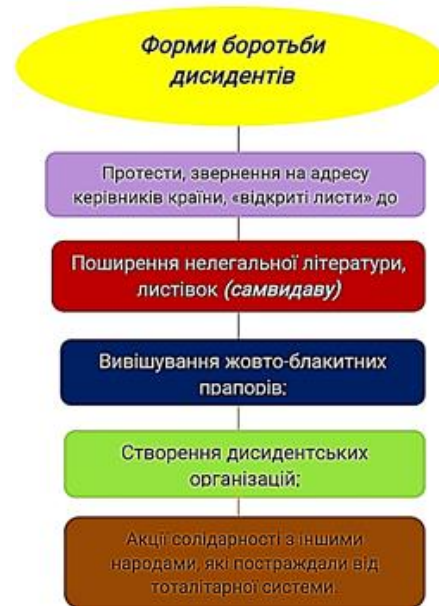 Форми боротьби
дисидентів
Протести, звернення на адресу
керівників країни, «відкриті листи» до
Поширення нелегальної літератури,
листівок (самвидаву)
Вивішування жовто-блакитних
прапорів;
Створення дисидентських
організацій;
Акції солідарності з іншими
народами, які постраждали від
тоталітарної системи.